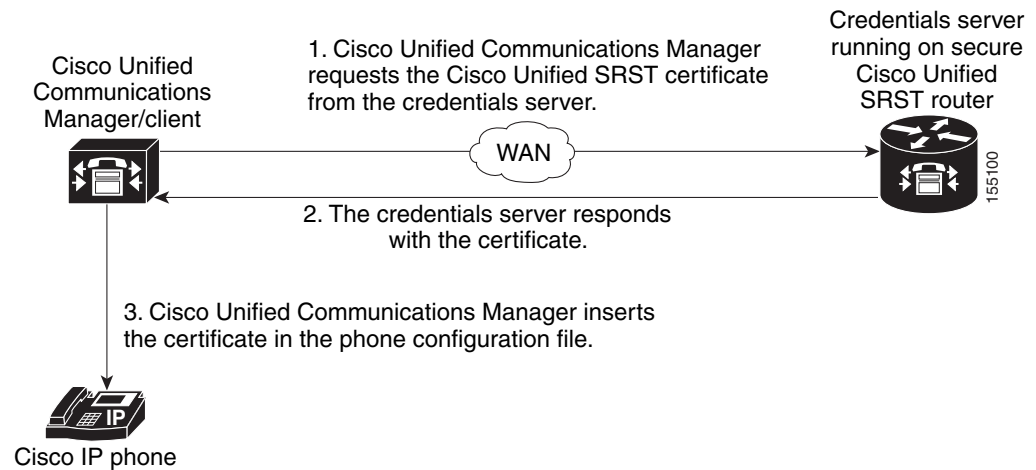 Cisco Unified
Communications
Manager/client
1. Cisco Unified Communications Manager
requests the Cisco Unified SRST certificate
from the credentials server.
Credentials server
running on secure
Cisco Unified
SRST router
WAN
155100
2. The credentials server responds
with the certificate.
3. Cisco Unified Communications Manager inserts
the certificate in the phone configuration file.
IP
Cisco IP phone